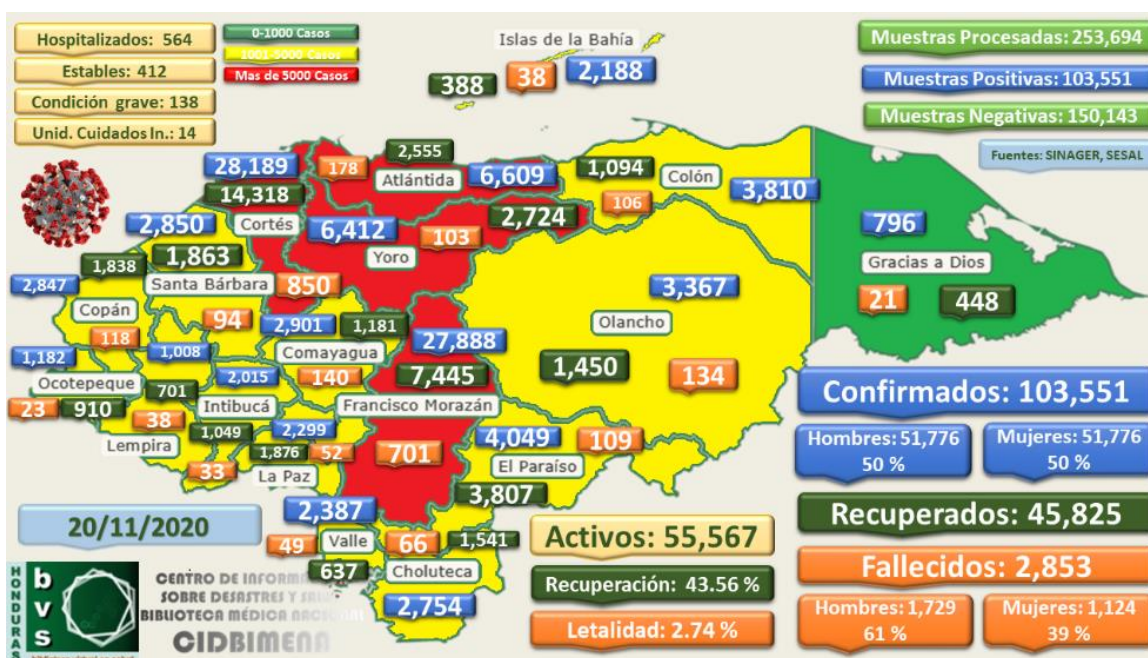 Hospitalizados: 564
Estables: 412
Condición grave: 138
Unid. Cuidados In.: 14
0-1000 Casos
1001-5000 Casos
Mas de 5000 Casos
Islas de la Bahía
388
38
2,188
Muestras Procesadas: 253,694
Muestras Positivas: 103,551
Muestras Negativas: 150,143
Fuentes: SINAGER, SESAL
28,189
14,318
Cortés
850
178
2,555
Atlántida
6,609
1,094
Colón
106
3,810
6,412
103
2,724
Yoro
796
Gracias a Dios
21
448
2,850
1,863
Santa Bárbara
94
1,838
2,847
Copán
118
3,367
Olancho
1,450
134
2,901
1,181
Comayagua
140
27,888
7,445
Francisco Morazán
701
1,182
Ocotepeque
23
910
1,008
701
38
Lempira
2,015
Intibucá
1,049
33
2,299
1,876
52
La Paz
4,049
109
El Paraíso
3,807
2,387
49
Valle
637
66
1,541
Choluteca
2,754
Confirmados: 103,551
Hombres: 51,776
50 %
Mujeres: 51,776
50 %
Recuperados: 45,825
Fallecidos: 2,853
Hombres: 1,729
61 %
Mujeres: 1,124
39 %
Activos: 55,567
Recuperación: 43.56 %
Letalidad: 2.74 %
20/11/2020
HONDURAS
bvs
CENTRO DE
SOBRE DESASTRES Y
BIBLIOTECA MÉDICA
CIDBIMENA